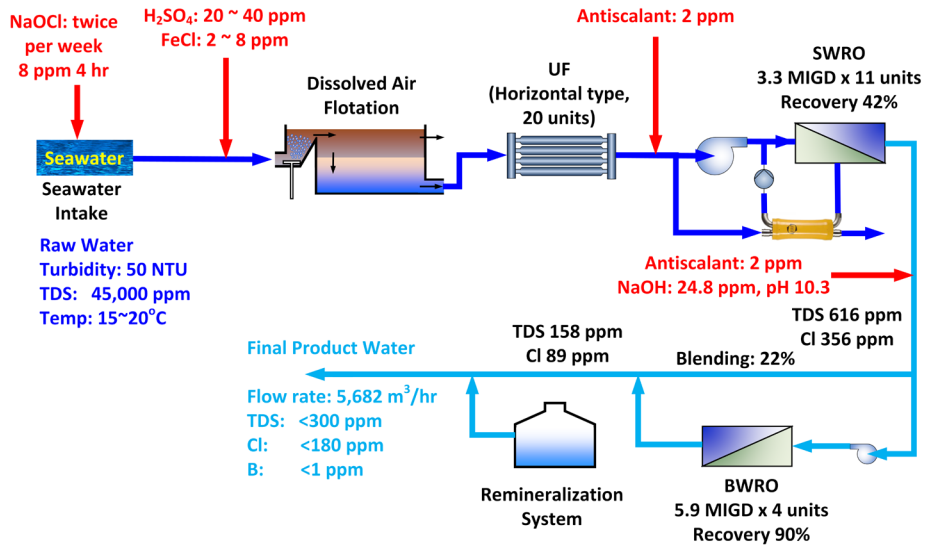 NaOCl: twice
per week
8 ppm 4 hr
H₂SO₄: 20 ~ 40 ppm
FeCl: 2 ~ 8 ppm
Antiscalant: 2 ppm
SWRO
3.3 MIGD x 11 units
Recovery 42%
Dissolved Air
Flotation
UF
(Horizontal type,
20 units)
Seawater
Seawater
Intake
Raw Water
Turbidity: 50 NTU
TDS: 45,000 ppm
Temp: 15~20°C
Antiscalant: 2 ppm
NaOH: 24.8 ppm, pH 10.3
TDS 616 ppm
Cl 356 ppm
TDS 158 ppm
Cl 89 ppm
Blending: 22%
Final Product Water
Flow rate: 5,682 m³/hr
TDS: <300 ppm
Cl: <180 ppm
B: <1 ppm
Remineralization
System
BWRO
5.9 MIGD x 4 units
Recovery 90%